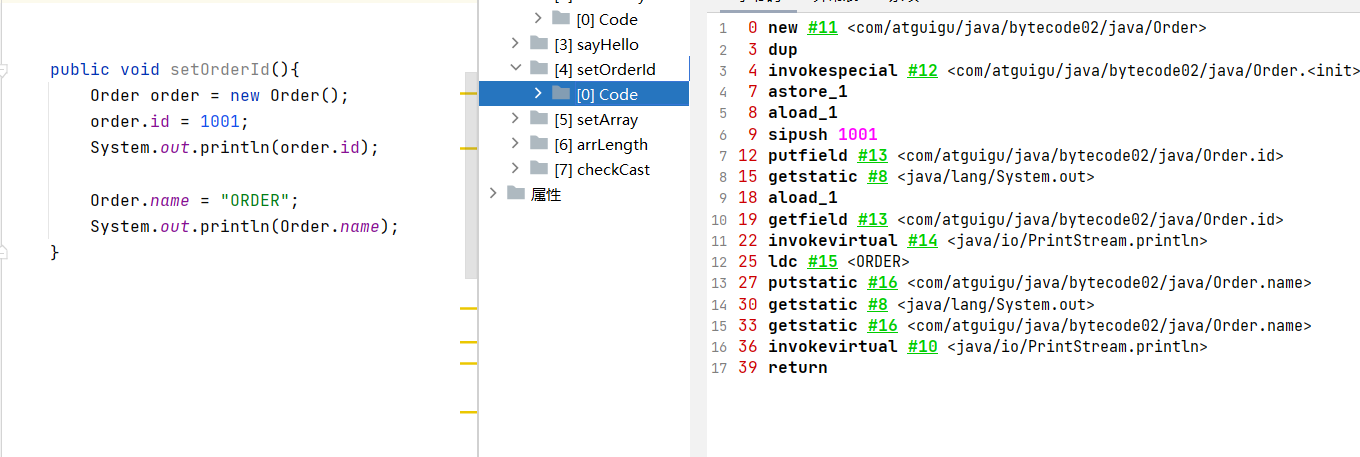 public void setOrderId(){
Order order = new Order();
order.id = 1001;
System.out.println(order.id);
Order.name = "ORDER";
System.out.println(Order.name);
}
[0] Code
[3] sayHello
[4] setOrderId
[0] Code
[5] setArray
[6] arrLength
[7] checkCast
属性
1 0 new #11 <com/atguigu/java/bytecode02/java/Order>
2 3 dup
3 4 invokespecial #12 <com/atguigu/java/bytecode02/java/Order.<init>
4 7 astore_1
5 8 aload_1
6 9 sipush 1001
7 12 putfield #13 <com/atguigu/java/bytecode02/java/Order.id>
8 15 getstatic #8 <java/lang/System.out>
9 18 aload_1
10 19 getfield #13 <com/atguigu/java/bytecode02/java/Order.id>
11 22 invokevirtual #14 <java/io/PrintStream.println>
12 25 ldc #15 <ORDER>
13 27 putstatic #16 <com/atguigu/java/bytecode02/java/Order.name>
14 30 getstatic #8 <java/lang/System.out>
15 33 getstatic #16 <com/atguigu/java/bytecode02/java/Order.name>
16 36 invokevirtual #10 <java/io/PrintStream.println>
17 39 return